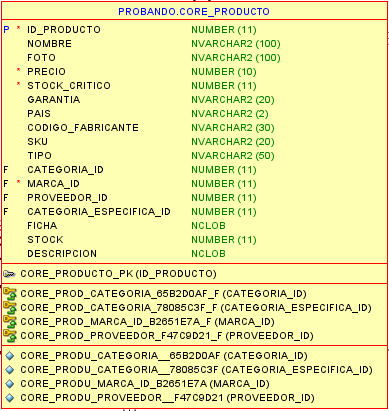 PROBANDO.CORE_PRODUCTO
P * ID_PRODUCTO NUMBER (11)
NOMBRE NVARCHAR2 (100)
FOTO NVARCHAR2 (100)
* PRECIO NUMBER (10)
* STOCK_CRITICO NUMBER (11)
GARANTIA NVARCHAR2 (20)
PAIS NVARCHAR2 (2)
CODIGO_FABRICANTE NVARCHAR2 (30)
SKU NVARCHAR2 (20)
TIPO NVARCHAR2 (50)
F CATEGORIA_ID NUMBER (11)
F * MARCA_ID NUMBER (11)
F PROVEEDOR_ID NUMBER (11)
F CATEGORIA_ESPECIFICA_ID NUMBER (11)
FICHA NCLOB
STOCK NUMBER (11)
DESCRIPCION NCLOB
CORE_PRODUCTO_PK (ID_PRODUCTO)
CORE_PROD_CATEGORIA_65B2D0AF_F (CATEGORIA_ID)
CORE_PROD_CATEGORIA_78085C3F_F (CATEGORIA_ESPECIFICA_ID)
CORE_PROD_MARCA_ID_B2651E7A_F (MARCA_ID)
CORE_PROD_PROVEEDOR_F47C9D21_F (PROVEEDOR_ID)
CORE_PRODU_CATEGORIA__65B2D0AF (CATEGORIA_ID)
CORE_PRODU_CATEGORIA__78085C3F (CATEGORIA_ESPECIFICA_ID)
CORE_PRODU_MARCA_ID_B2651E7A (MARCA_ID)
CORE_PRODU_PROVEEDOR__F47C9D21 (PROVEEDOR_ID)